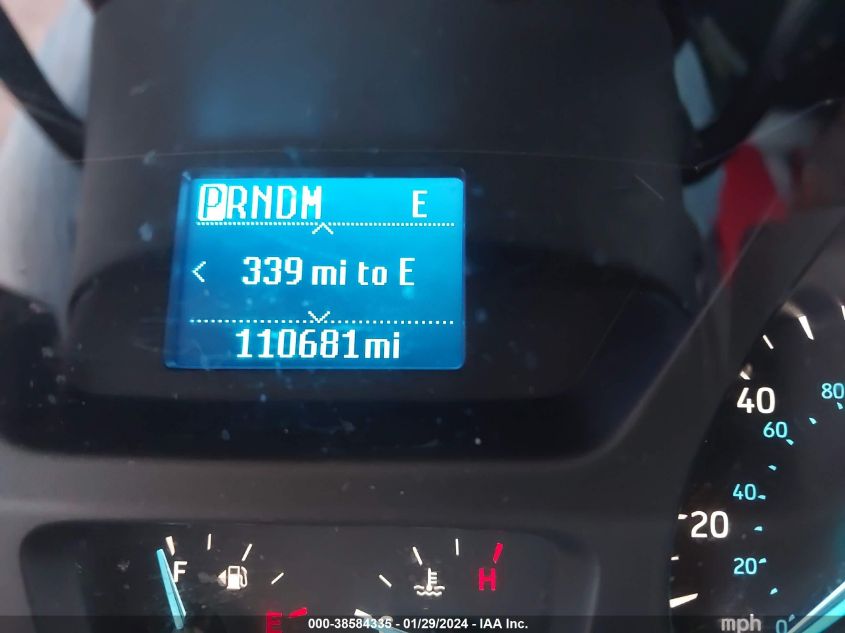 PRNDM E
< 339 mi to E
110681 mi
40
80
60
40
20
20
F
H
E
mph 0
000-38584335 - 01/29/2024 - IAA Inc.